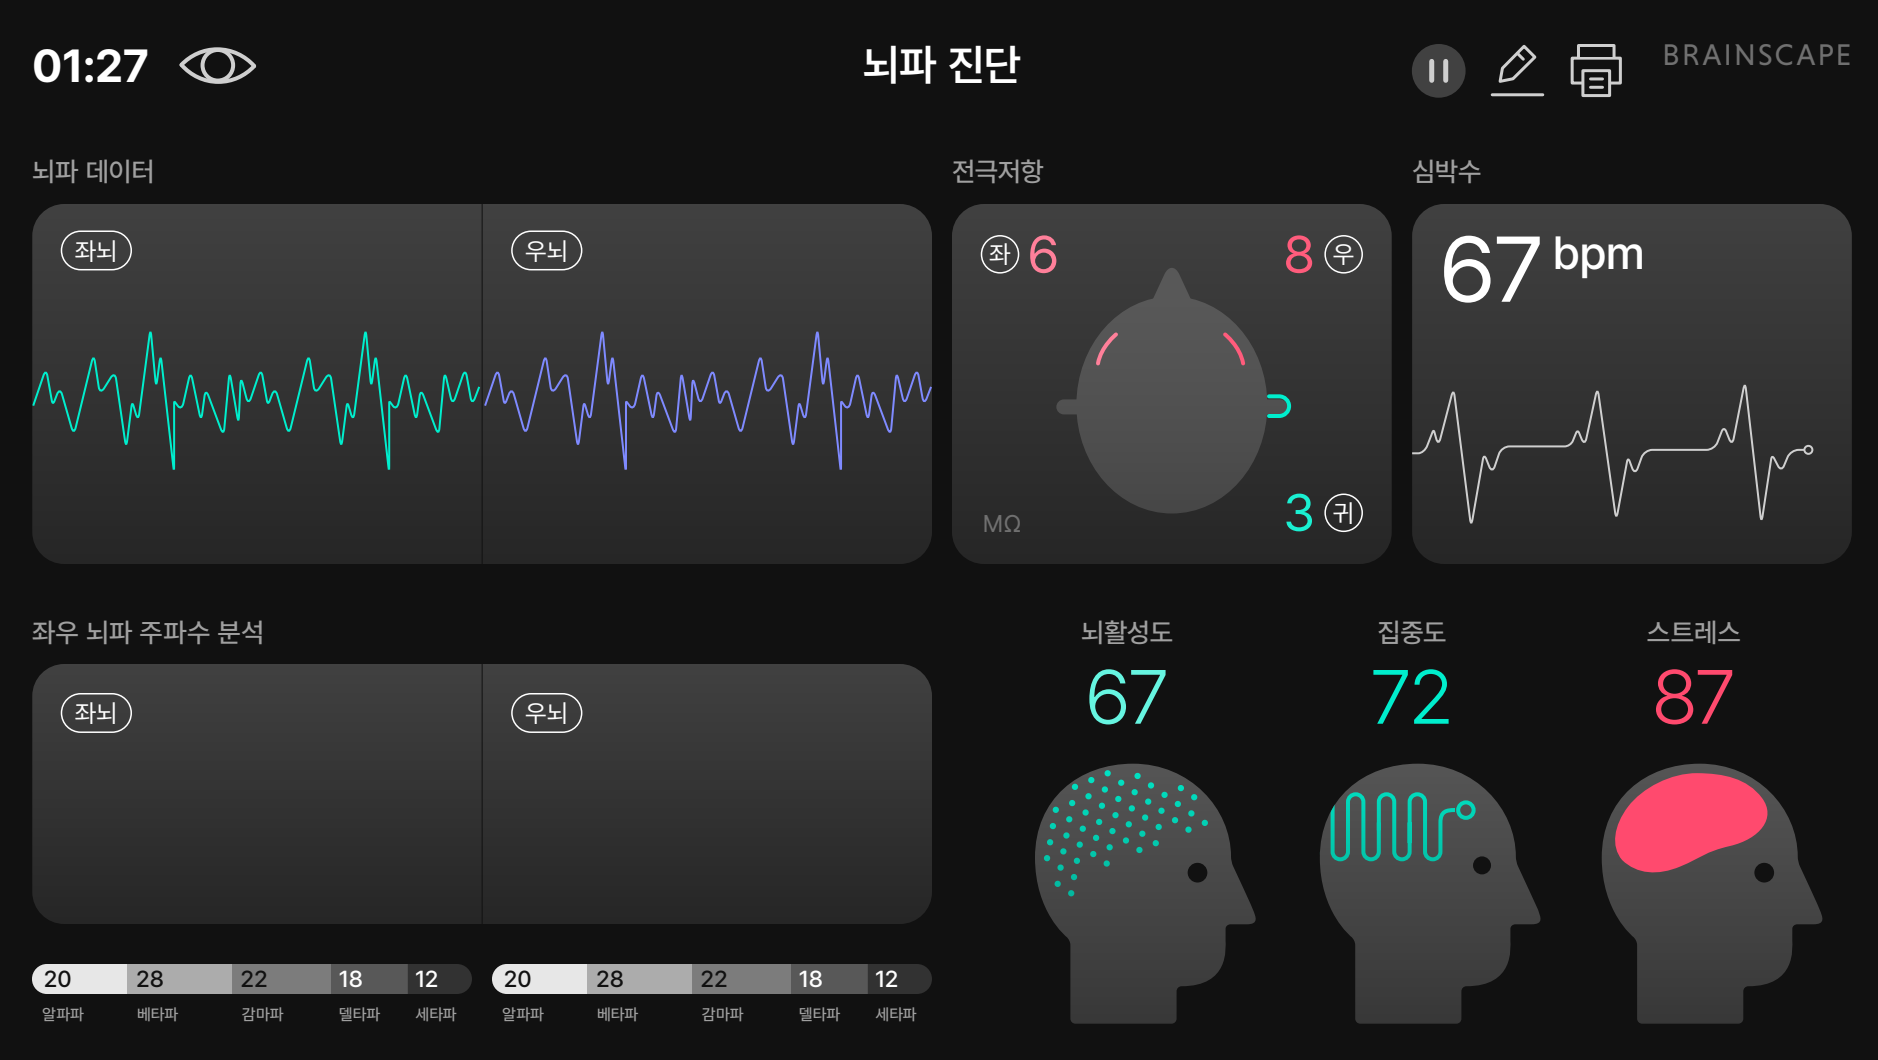 01:27
뇌파 진단
BRAINSCAPE
뇌파 데이터
좌뇌
우뇌
전극저항
좌 6
8 우
MΩ
3 귀
심박수
67 bpm
좌우 뇌파 주파수 분석
좌뇌
우뇌
20 28 22 18 12
알파파 베타파 감마파 델타파 세타파
20 28 22 18 12
알파파 베타파 감마파 델타파 세타파
뇌활성도
67
집중도
72
스트레스
87